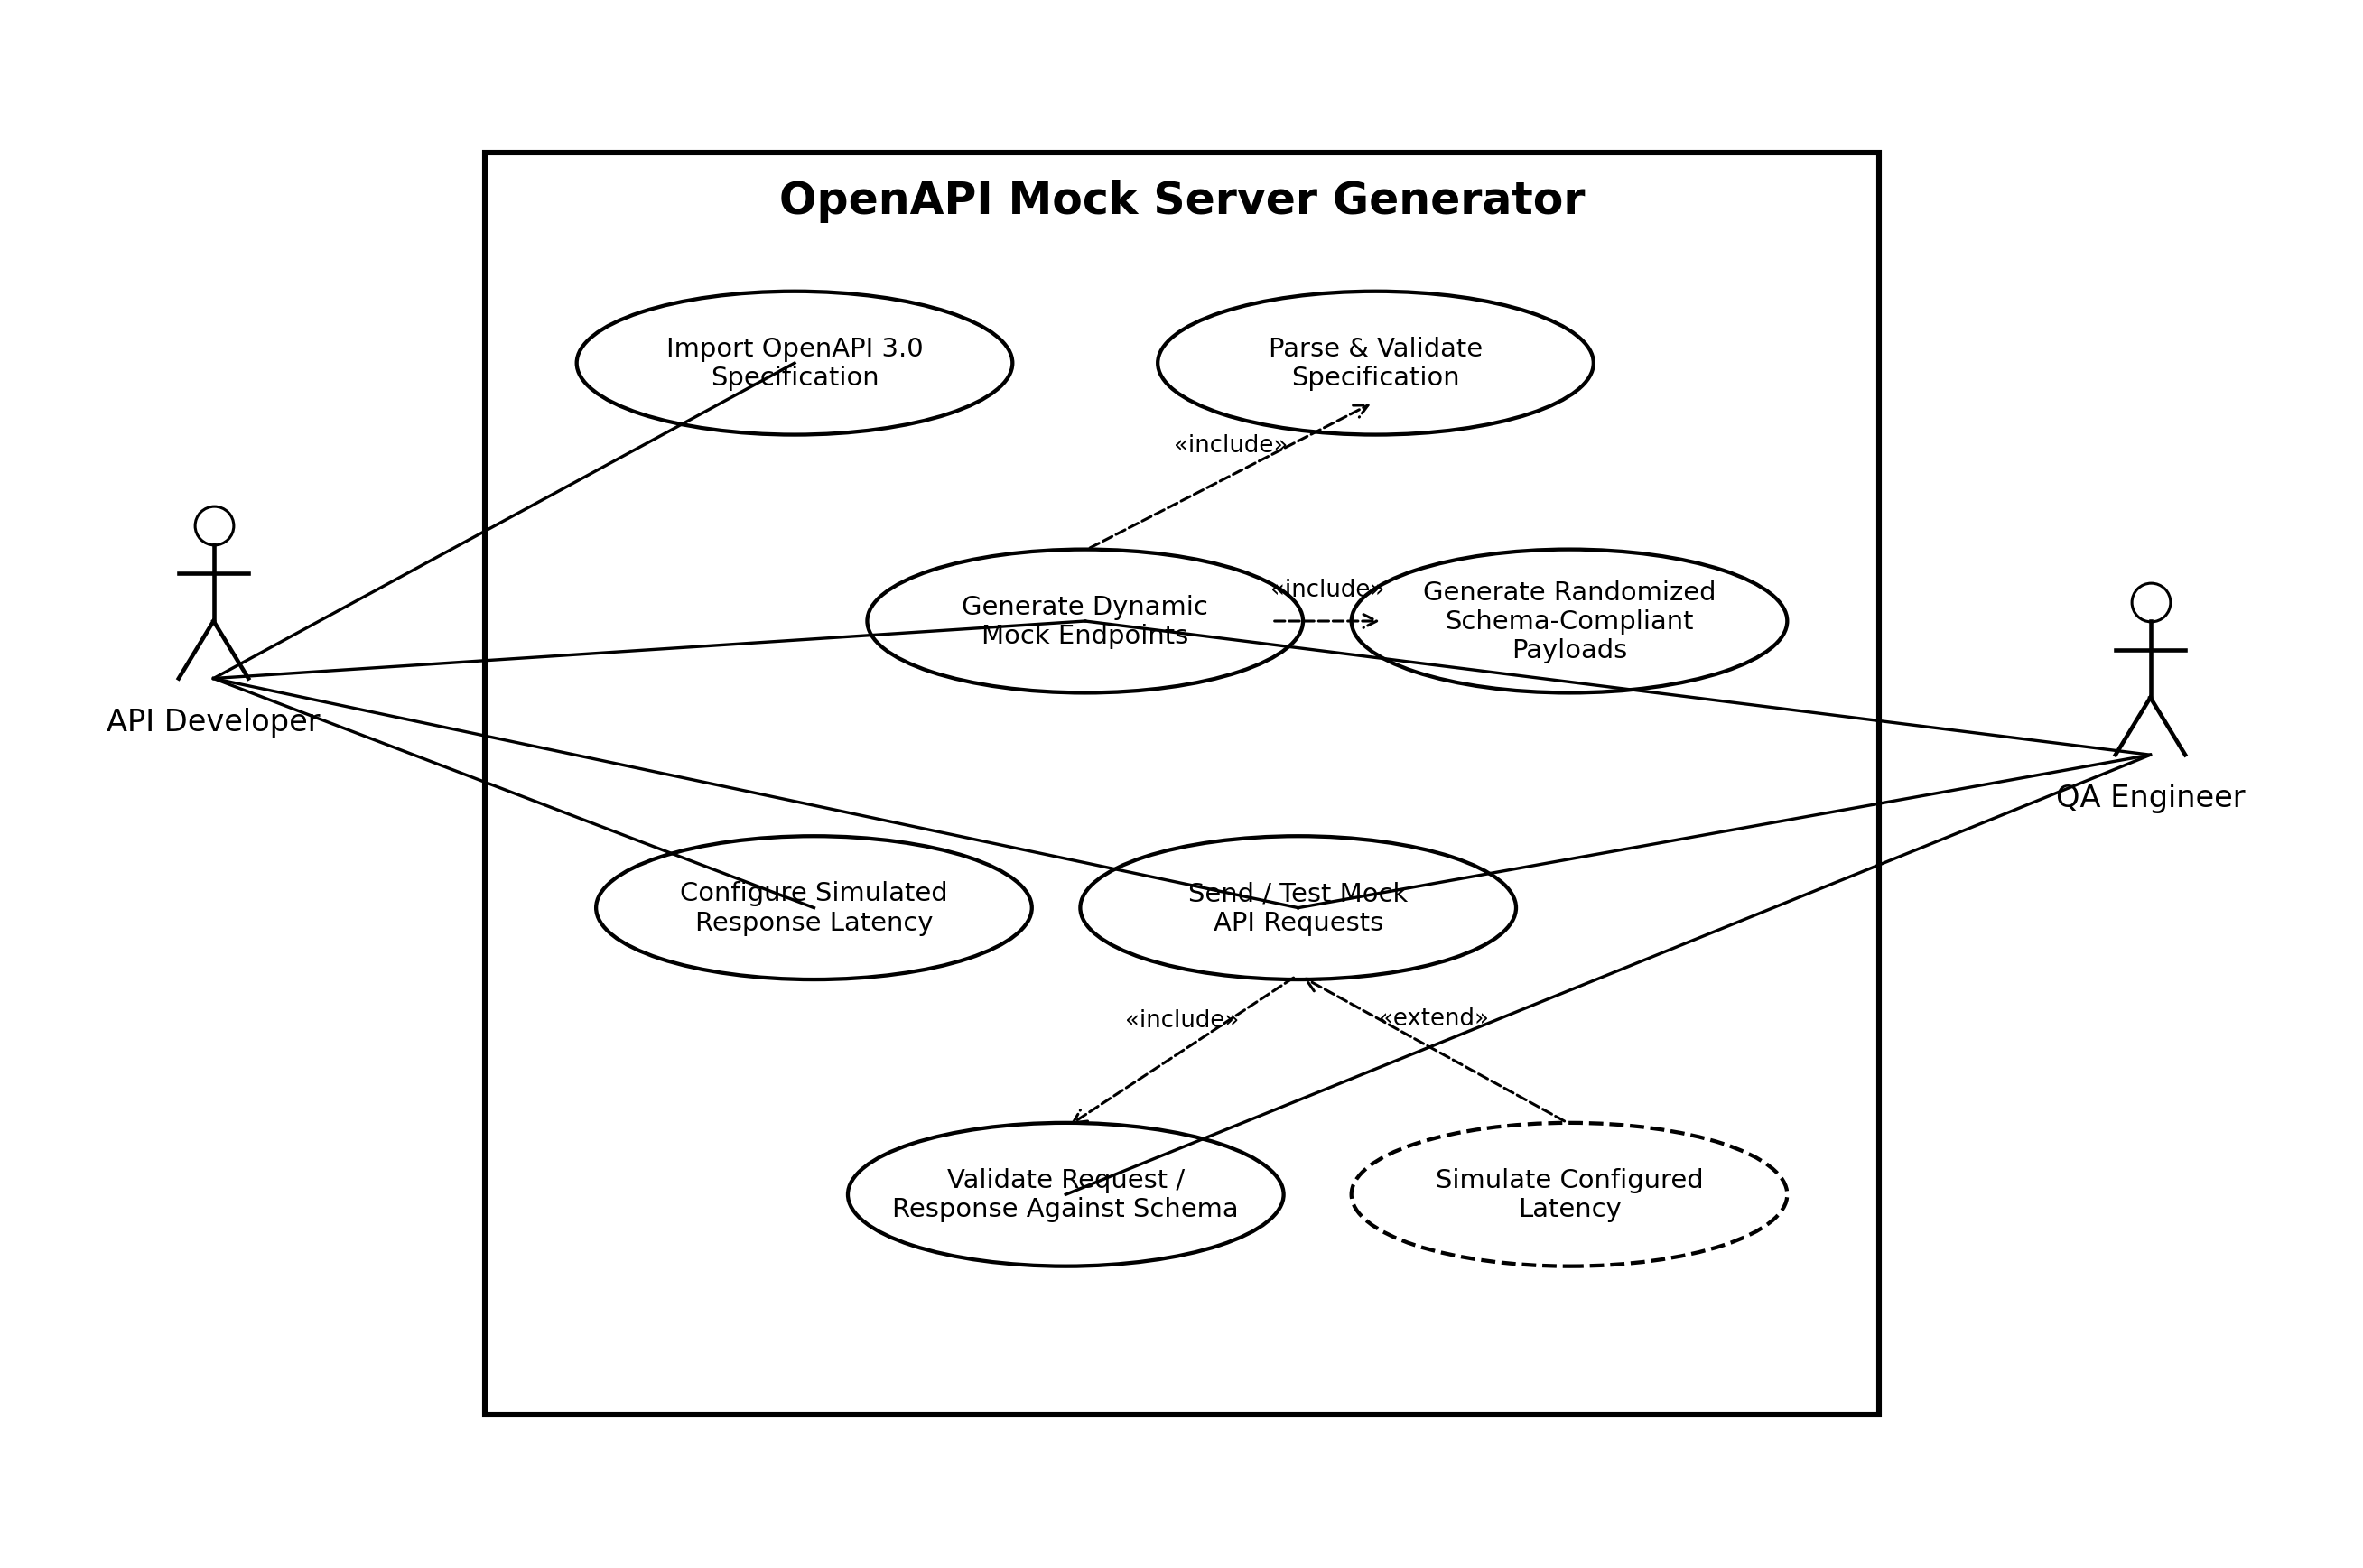 OpenAPI Mock Server Generator
Import OpenAPI 3.0
Specification
Parse & Validate
Specification
«include»
«include»
Generate Dynamic
Mock Endpoints
Generate Randomized
Schema-Compliant
Payloads
API Developer
QA Engineer
Configure Simulated
Response Latency
Send / Test Mock
API Requests
«include»
«extend»
Validate Request /
Response Against Schema
Simulate Configured
Latency